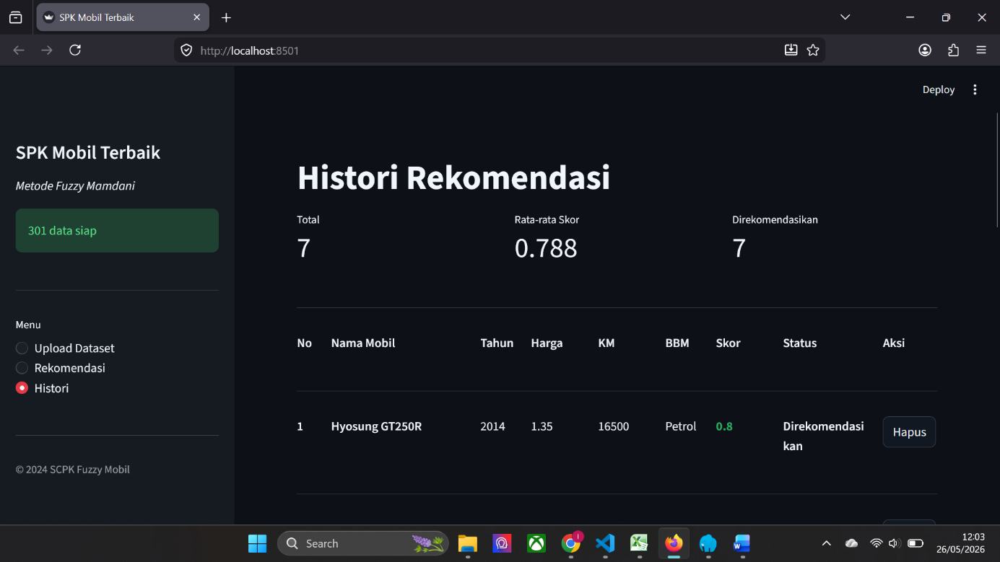 SPK Mobil Terbaik
http://localhost:8501
Deploy
SPK Mobil Terbaik
Metode Fuzzy Mamdani
301 data siap
Menu
Upload Dataset
Rekomendasi
Histori
© 2024 SCPK Fuzzy Mobil
Histori Rekomendasi
Total Rata-rata Skor Direkomendasikan
7 0.788 7
No Nama Mobil Tahun Harga KM BBM Skor Status Aksi
1 Hyosung GT250R 2014 1.35 16500 Petrol 0.8 Direkomendasi Hapus
kan
Search
12:03
26/05/2026